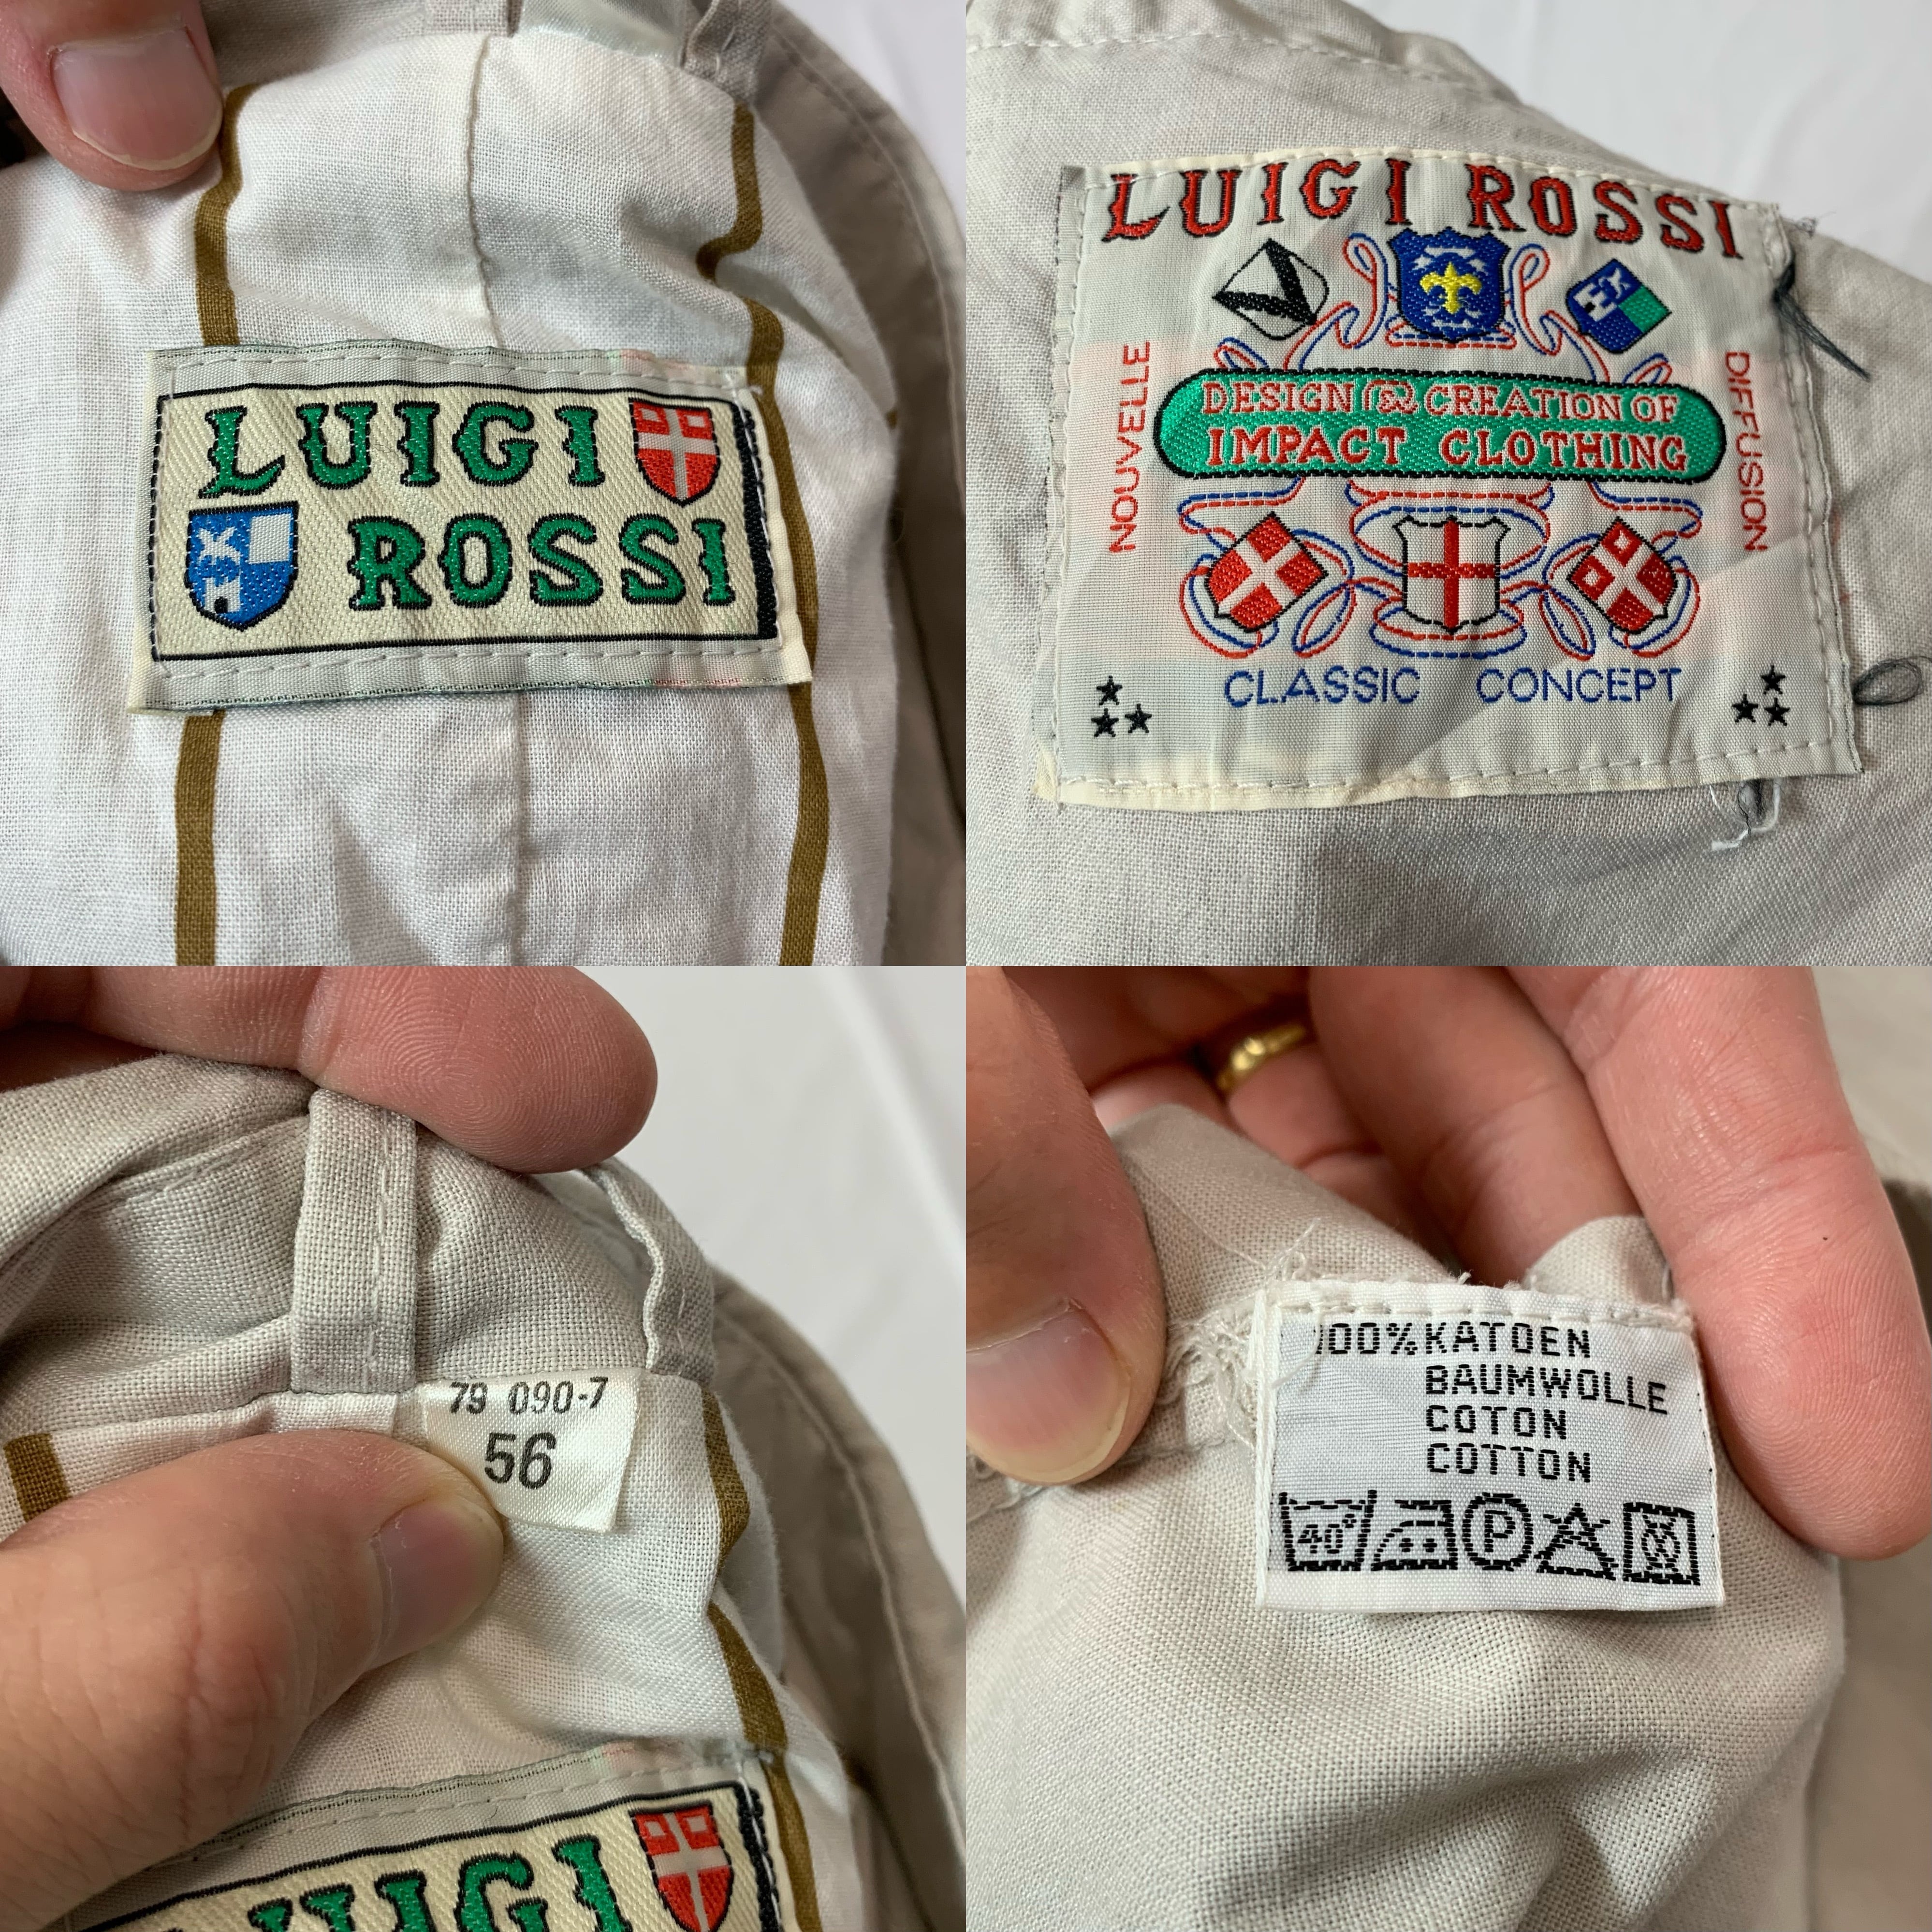 LUIGI
ROSSI
LUIGI ROSSI
NOUVELLE
DESIGN & CREATION OF
IMPACT CLOTHING
DIFFUSION
CLASSIC CONCEPT
79 090-7
56
LUIGI
100% KATOEN
BAUMWOLLE
COTON
COTTON
40°
P